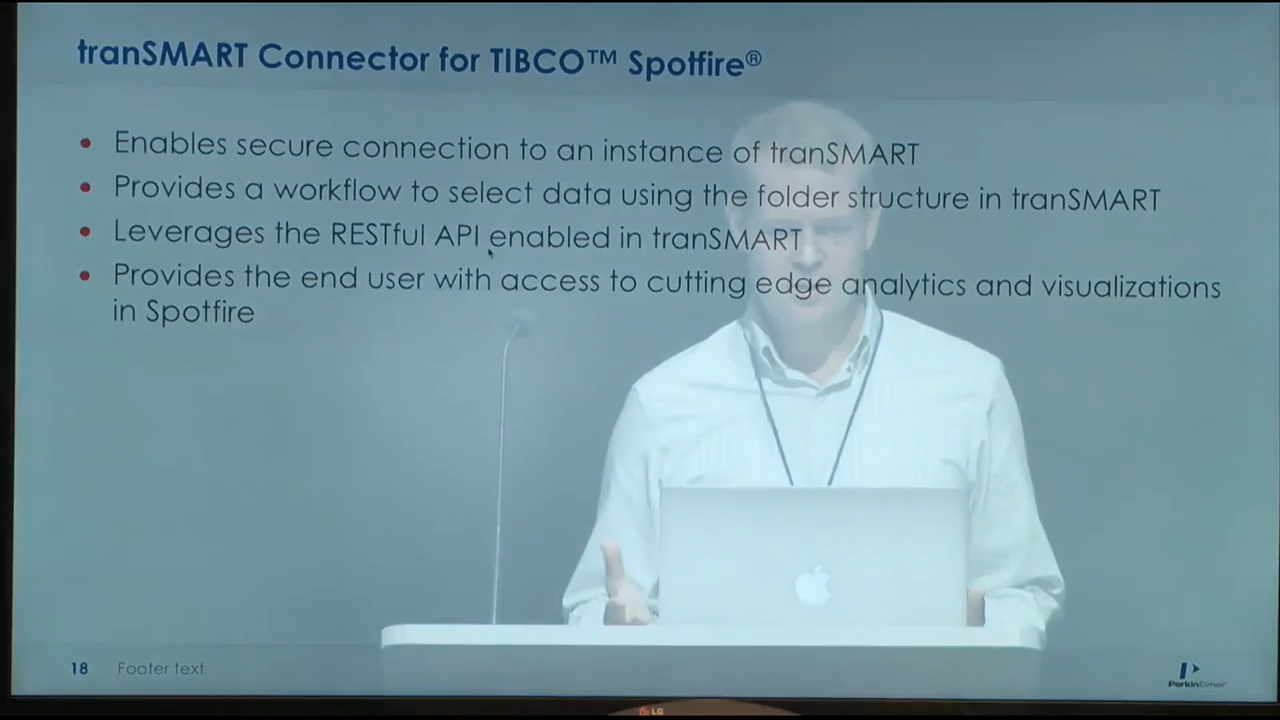 tranSMART Connector for TIBCO™ Spotfire®
• Enables secure connection to an instance of tranSMART
• Provides a workflow to select data using the folder structure in tranSMART
• Leverages the RESTful API enabled in tranSMART
• Provides the end user with access to cutting edge analytics and visualizations
in Spotfire
18 Footer text
PerkinElmer
LG